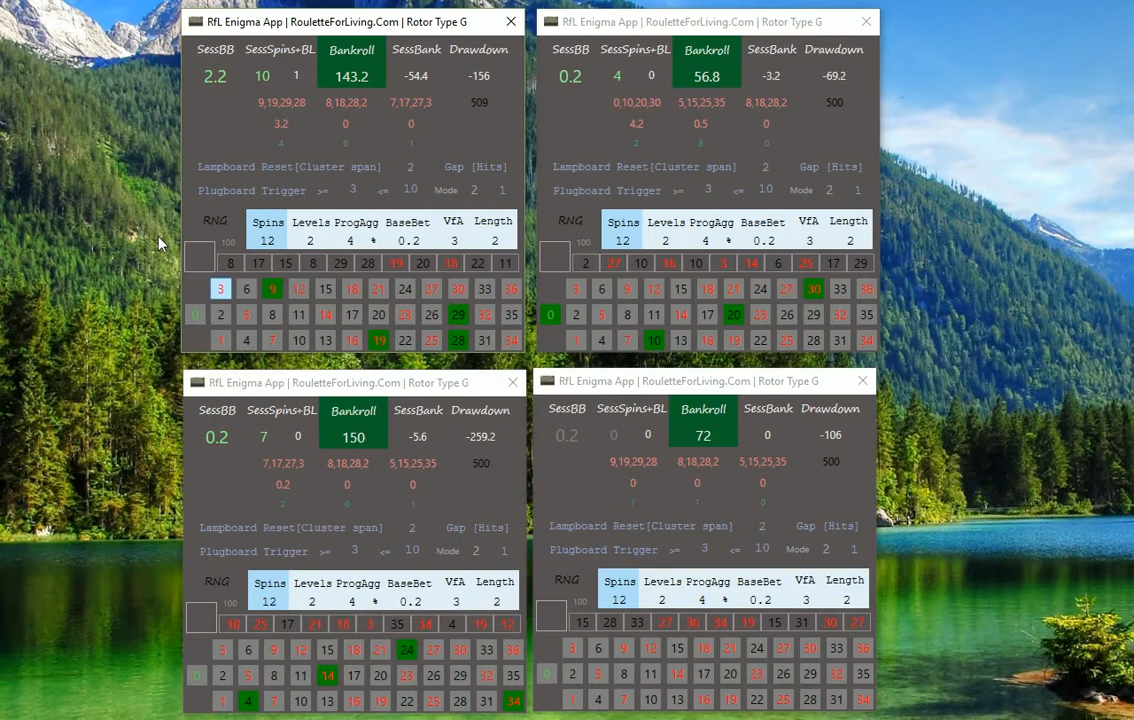 RfL Enigma App | RouletteForLiving.Com | Rotor Type G
SessBB SessSpins+BL Bankroll SessBank Drawdown
2.2 10 1 143.2 -54.4 -156
9,19,29,28 8,18,28,2 7,17,27,3 509
3.2 0 0
4 0 1
Lampboard Reset[Cluster span] 2 Gap [Hits]
Plugboard Trigger >= 3 <= 10 Mode 2 1
RNG Spins Levels ProgAgg BaseBet VfA Length
100 12 2 4 % 0.2 3 2
8 17 15 8 29 28 19 20 18 22 11
3 6 9 12 15 18 21 24 27 30 33 36
0 2 5 8 11 14 17 20 23 26 29 32 35
1 4 7 10 13 16 19 22 25 28 31 34
RfL Enigma App | RouletteForLiving.Com | Rotor Type G
SessBB SessSpins+BL Bankroll SessBank Drawdown
0.2 4 0 56.8 -3.2 -69.2
0,10,20,30 5,15,25,35 8,18,28,2 500
4.2 0.5 0
2 8 0
Lampboard Reset[Cluster span] 2 Gap [Hits]
Plugboard Trigger >= 3 <= 10 Mode 2 1
RNG Spins Levels ProgAgg BaseBet VfA Length
100 12 2 4 % 0.2 3 2
2 27 10 16 10 3 14 6 25 17 29
3 6 9 12 15 18 21 24 27 30 33 36
0 2 5 8 11 14 17 20 23 26 29 32 35
1 4 7 10 13 16 19 22 25 28 31 34
RfL Enigma App | RouletteForLiving.Com | Rotor Type G
SessBB SessSpins+BL Bankroll SessBank Drawdown
0.2 7 0 150 -5.6 -259.2
7,17,27,3 8,18,28,2 5,15,25,35 500
0.2 0 0
2 0 1
Lampboard Reset[Cluster span] 2 Gap [Hits]
Plugboard Trigger >= 3 <= 10 Mode 2 1
RNG Spins Levels ProgAgg BaseBet VfA Length
100 12 2 4 % 0.2 3 2
25 17 21 18 3 35 34 4 19 12
3 6 9 12 15 18 21 24 27 30 33 36
0 2 5 8 11 14 17 20 23 26 29 32 35
1 4 7 10 13 16 19 22 25 28 31 34
RfL Enigma App | RouletteForLiving.Com | Rotor Type G
SessBB SessSpins+BL Bankroll SessBank Drawdown
0.2 0 0 72 0 -106
9,19,29,28 8,18,28,2 5,15,25,35 500
0 0 0
1 1 0
Lampboard Reset[Cluster span] 2 Gap [Hits]
Plugboard Trigger >= 3 <= 10 Mode 2 1
RNG Spins Levels ProgAgg BaseBet VfA Length
100 12 2 4 % 0.2 3 2
15 28 33 27 36 34 19 15 31 30 27
3 6 9 12 15 18 21 24 27 30 33 36
0 2 5 8 11 14 17 20 23 26 29 32 35
1 4 7 10 13 16 19 22 25 28 31 34